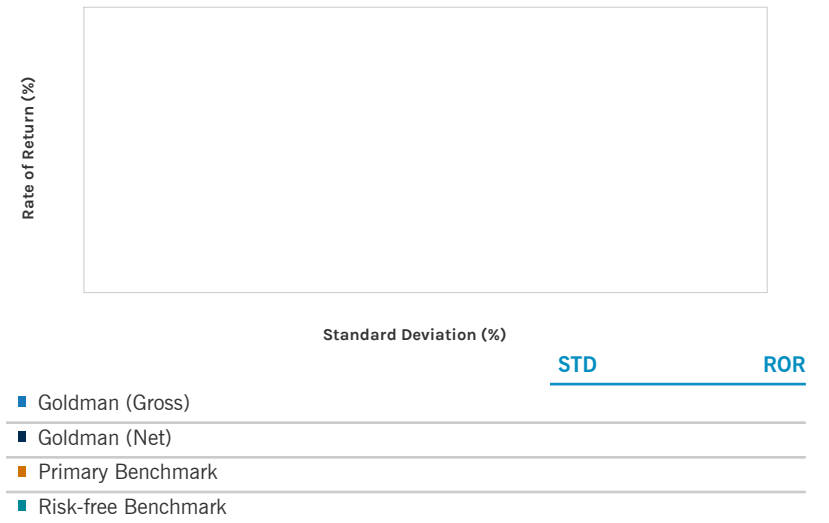 Rate of Return (%)
Standard Deviation (%)
STD ROR
Goldman (Gross)
Goldman (Net)
Primary Benchmark
Risk-free Benchmark